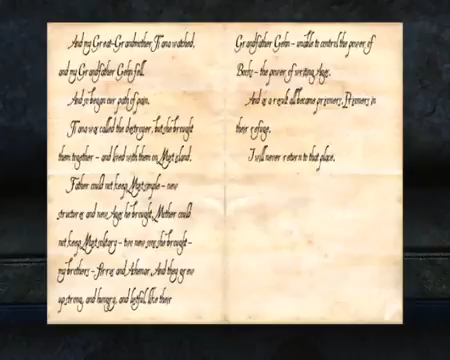 And my Great-Grandmother, Ti'ana watched,
and my Grandfather Gehn fell.
And so began our path of pain.
Ti'ana was called the destroyer, but she brought
them together - and lived with them on Myst island.
Father could not keep Myst simple - new
structures and new Ages he brought. Mother could
not keep Myst solitary - two new sons she brought -
my brothers - Sirrus and Achenar. And they grew
up strong, and hungry, and lustful, like their
Grandfather Gehn - unable to control the power of
Books - the power of writing Ages.
And as a result all became prisoners. Prisoners in
their refuge.
I will never return to that place.